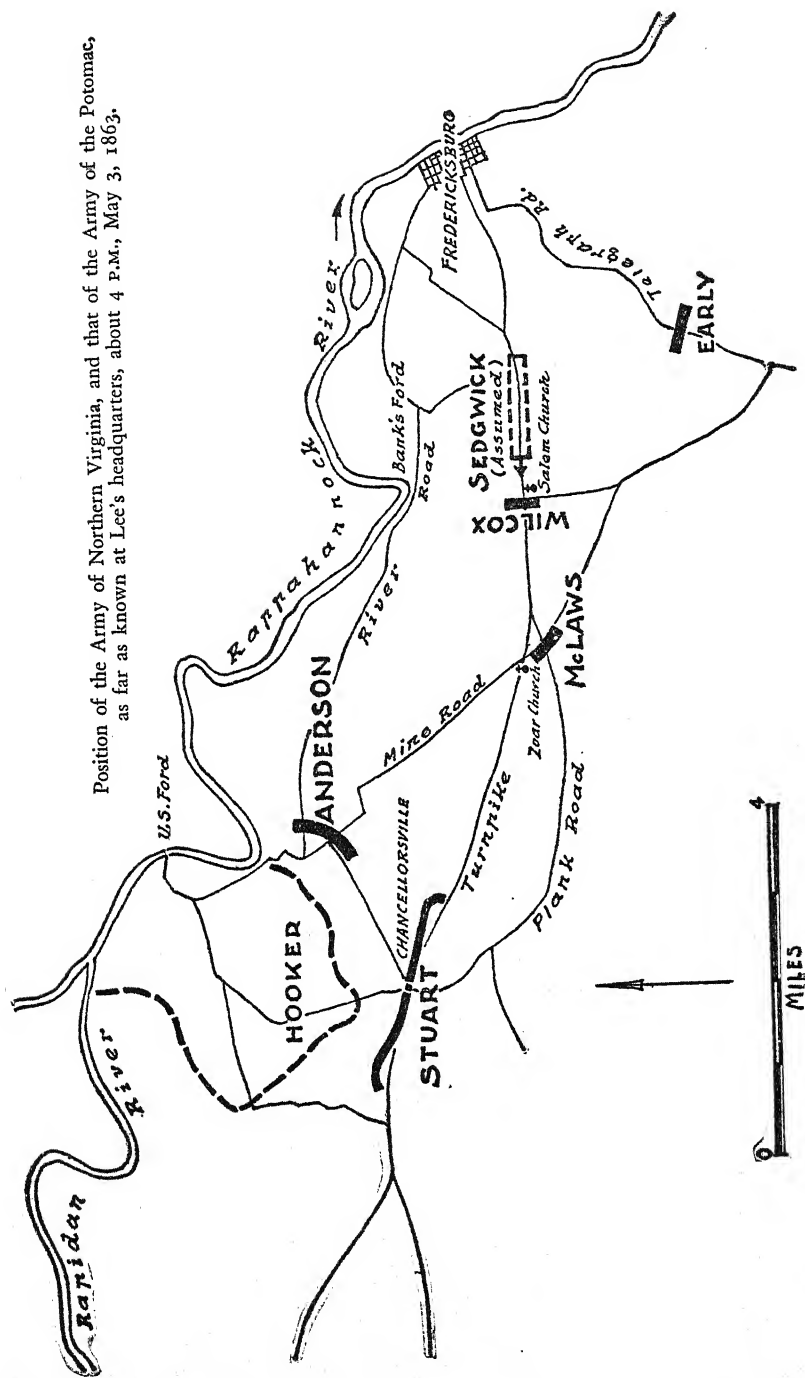 Position of the Army of Northern Virginia, and that of the Army of the Potomac,
as far as known at Lee's headquarters, about 4 P.M., May 3, 1863.
Rapidan
River
U.S. Ford
Rappahannock
River
HOOKER
ANDERSON
River
Road
Bank's Ford
FREDERICKSBURG
CHANCELLORSVILLE
STUART
Mine Road
Turnpike
Plank Road
Zoar Church
McLAWS
WILCOX
SEDGWICK
(Assumed)
Salem Church
Telegraph Rd.
EARLY
0 4
MILES